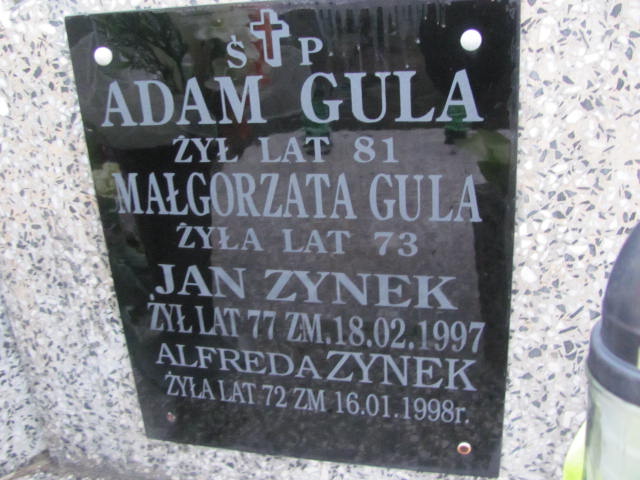 Ś P
ADAM GULA
ŻYŁ LAT 81
MAŁGORZATA GULA
ŻYŁA LAT 73
JAN ZYNEK
ŻYŁ LAT 77 ZM.18.02.1997
ALFREDA ZYNEK
ŻYŁA LAT 72 ZM 16.01.1998r.